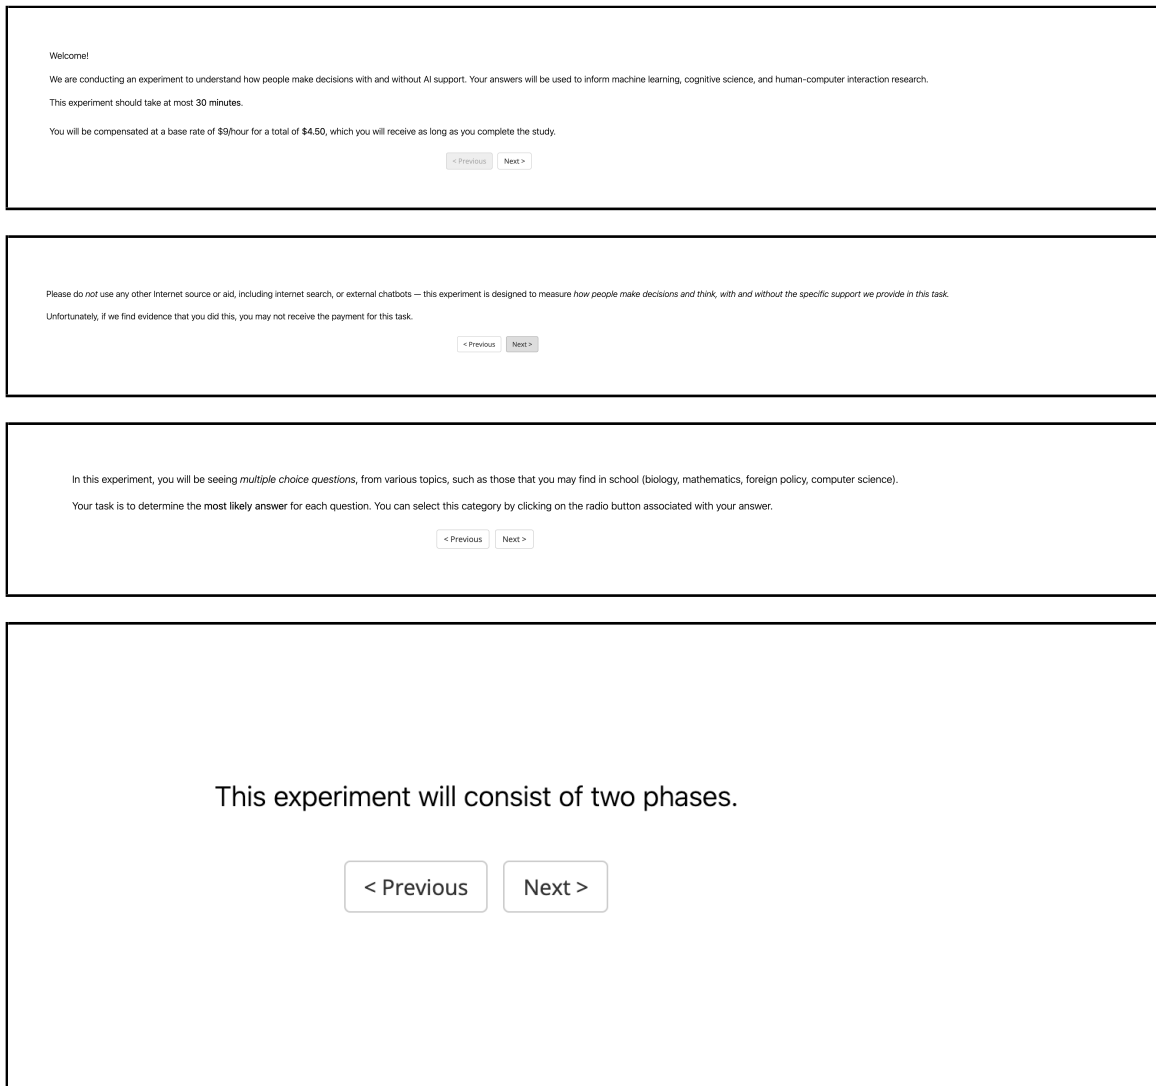 Welcome!
We are conducting an experiment to understand how people make decisions with and without AI support. Your answers will be used to inform machine learning, cognitive science, and human-computer interaction research.
This experiment should take at most 30 minutes.
You will be compensated at a base rate of $9/hour for a total of $4.50, which you will receive as long as you complete the study.
< Previous Next >
Please do not use any other Internet source or aid, including internet search, or external chatbots — this experiment is designed to measure how people make decisions and think, with and without the specific support we provide in this task.
Unfortunately, if we find evidence that you did this, you may not receive the payment for this task.
< Previous Next >
In this experiment, you will be seeing multiple choice questions, from various topics, such as those that you may find in school (biology, mathematics, foreign policy, computer science).
Your task is to determine the most likely answer for each question. You can select this category by clicking on the radio button associated with your answer.
< Previous Next >
This experiment will consist of two phases.
< Previous Next >